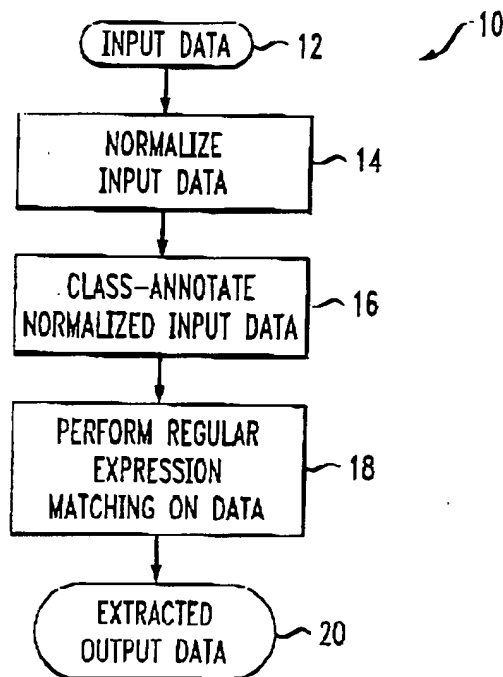 10
INPUT DATA
12
NORMALIZE
INPUT DATA
14
CLASS-ANNOTATE
NORMALIZED INPUT DATA
16
PERFORM REGULAR
EXPRESSION
MATCHING ON DATA
18
EXTRACTED
OUTPUT DATA
20